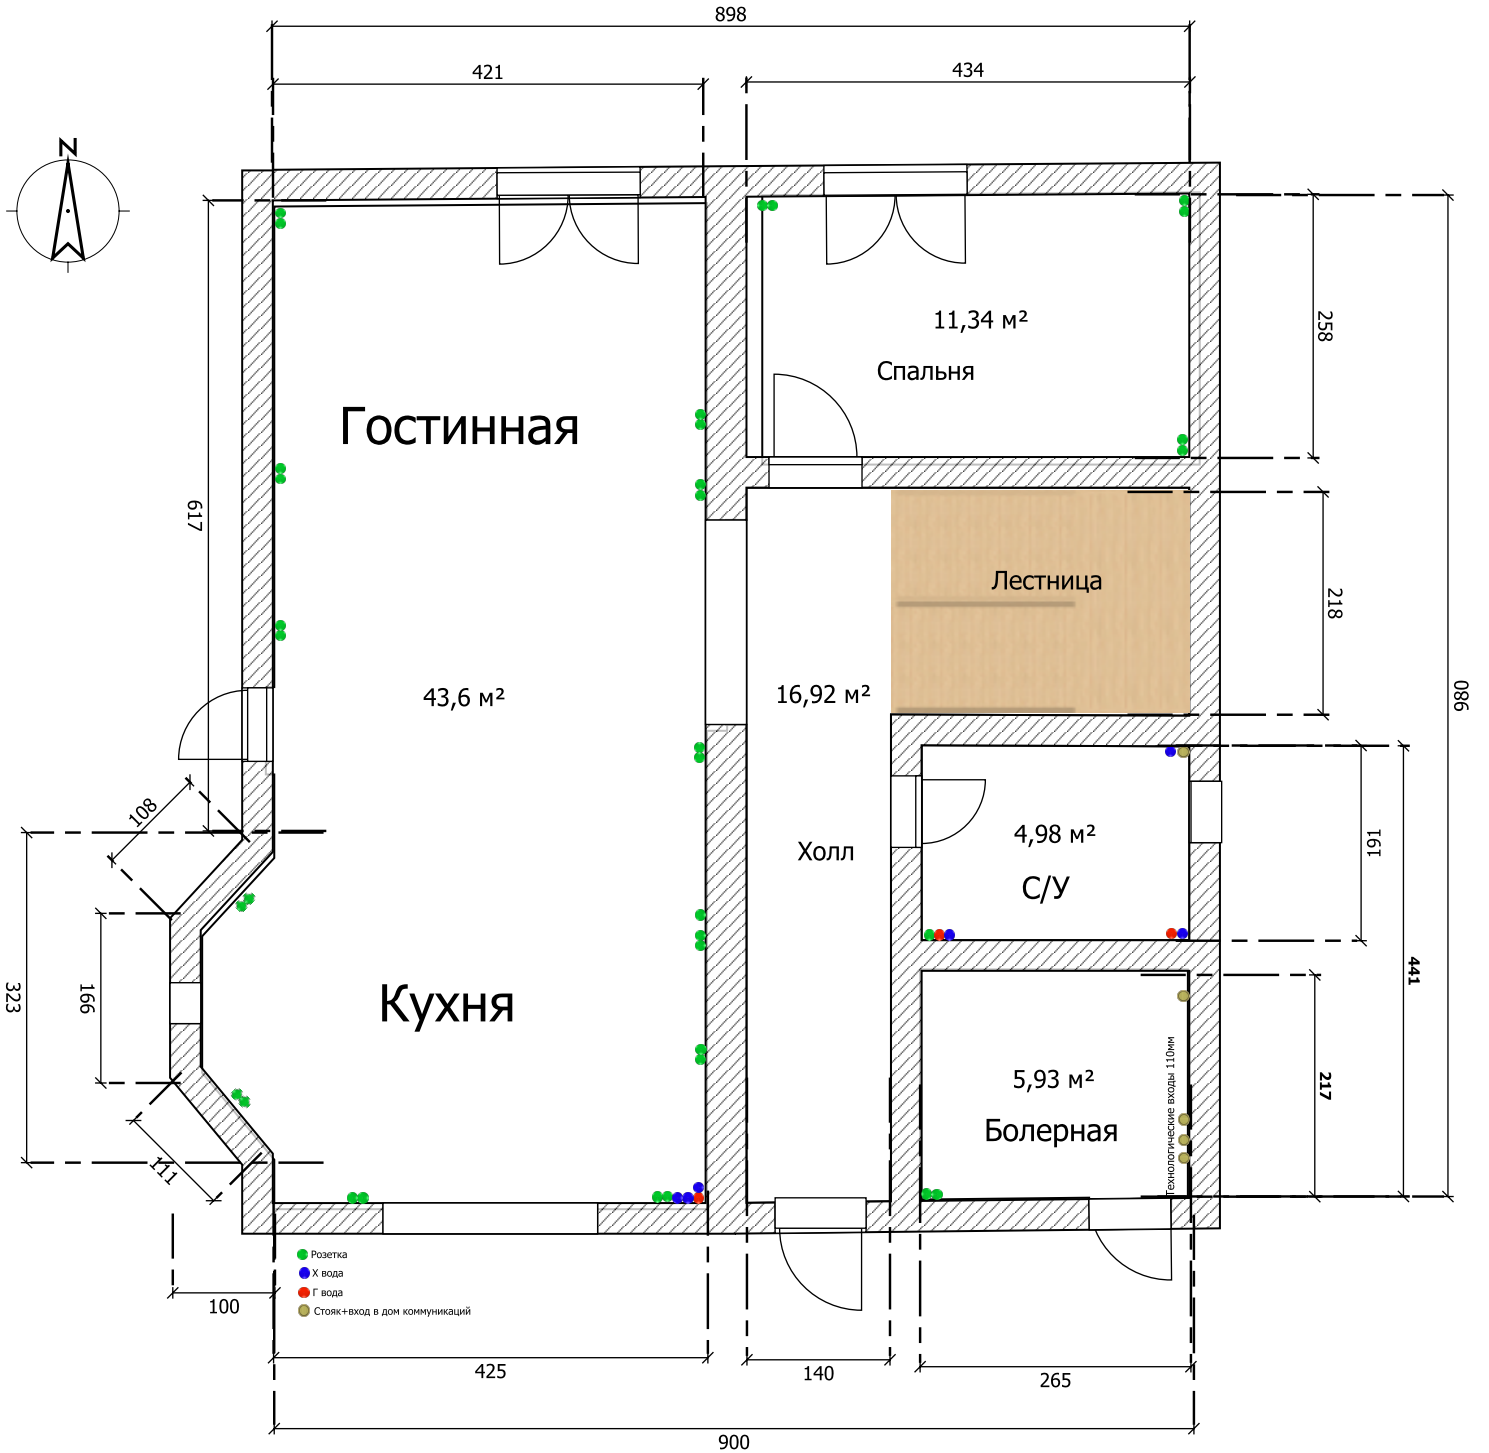 898
421
434
N
11,34 м²
258
Спальня
Гостинная
617
Лестница
218
43,6 м²
16,92 м²
980
108
4,98 м²
191
Холл
С/У
441
323
166
Кухня
5,93 м²
217
Болерная
Технологические входы 110мм
111
Розетка
Х вода
Г вода
Стояк+вход в дом коммуникаций
100
425
140
265
900